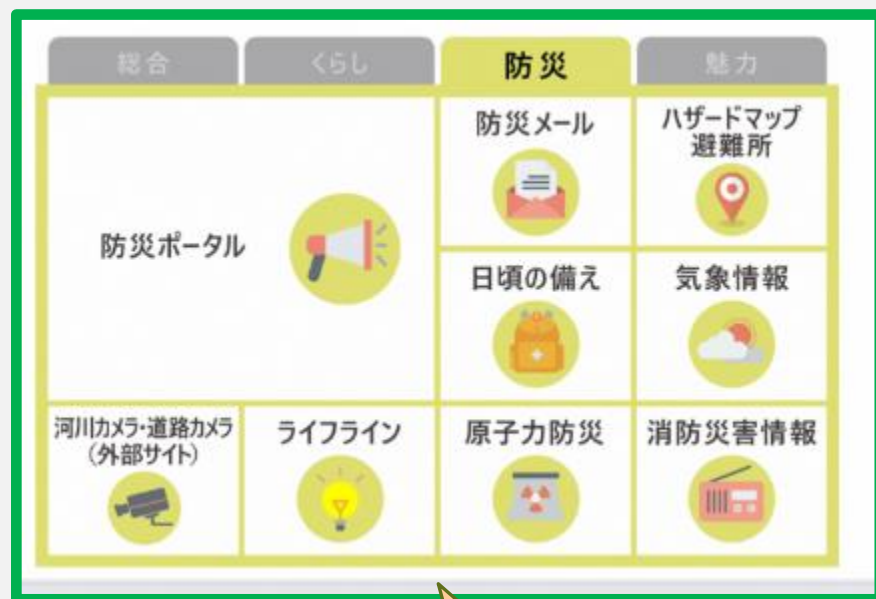 総合
くらし
防災
魅力
防災ポータル
防災メール
ハザードマップ
避難所
日頃の備え
気象情報
河川カメラ・道路カメラ
（外部サイト）
ライフライン
原子力防災
消防災害情報